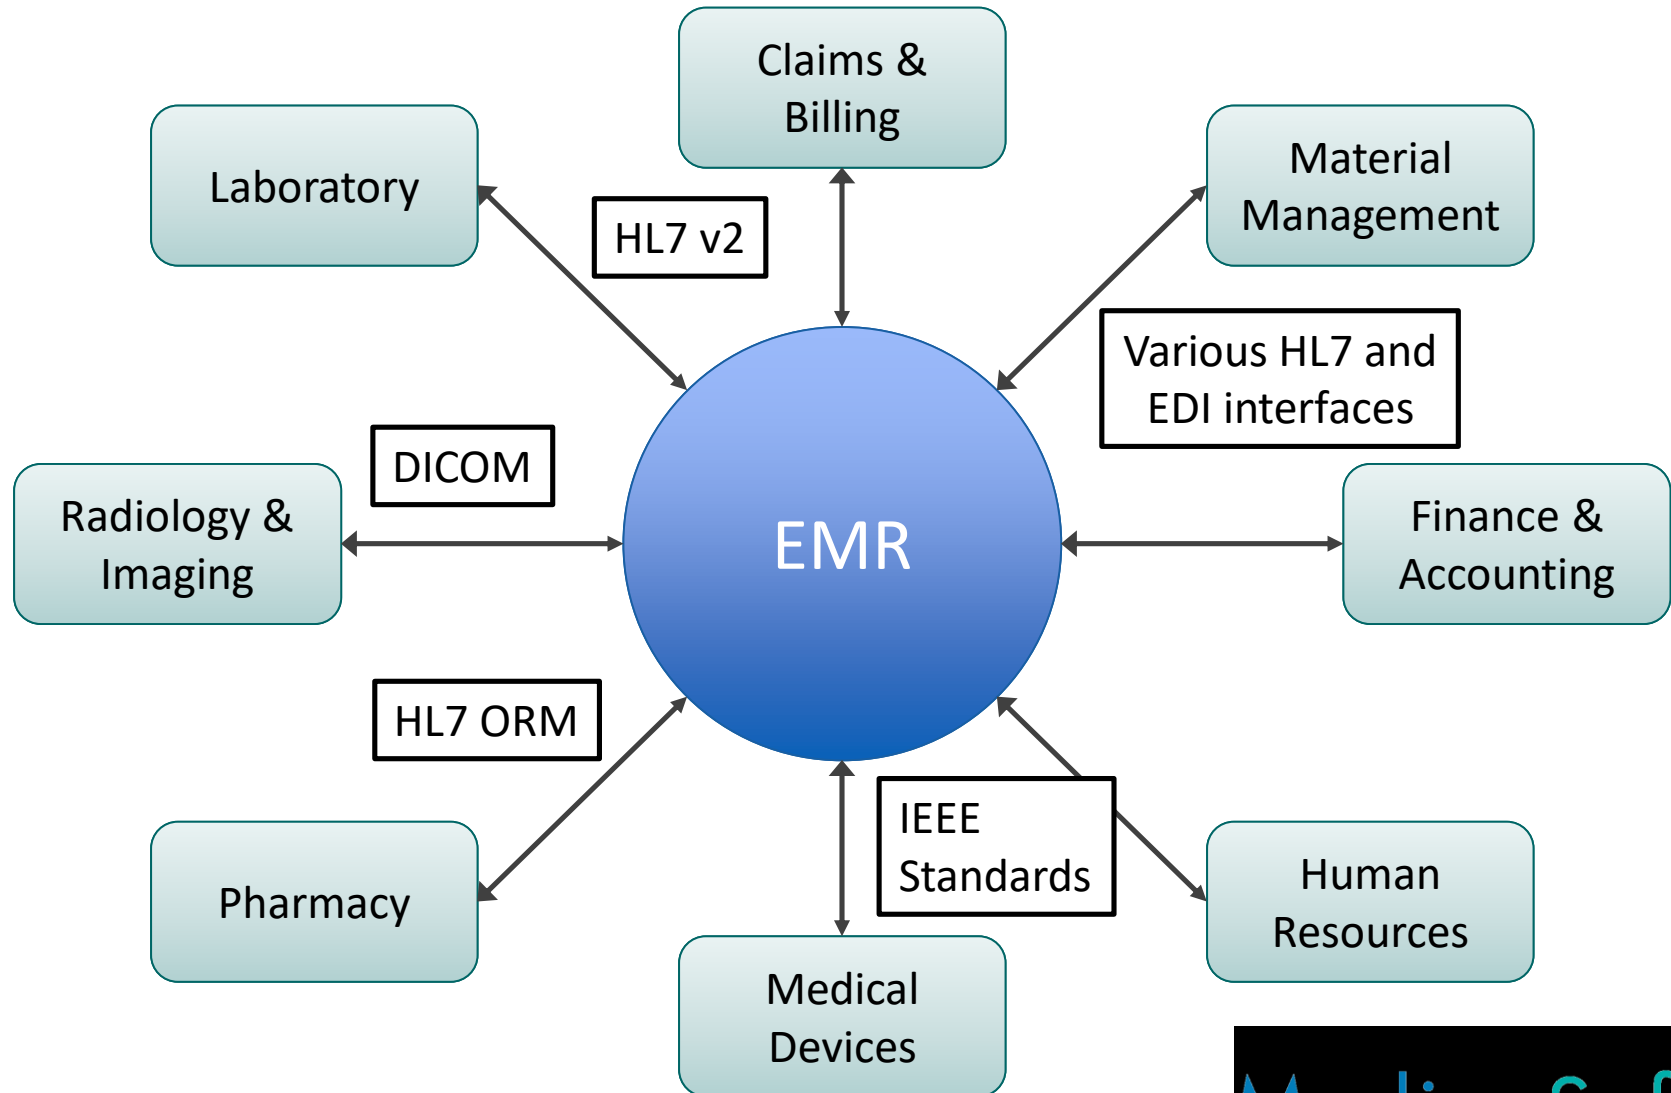 Claims &
Billing
Laboratory
Material
Management
HL7 v2
Various HL7 and
EDI interfaces
DICOM
Radiology &
Imaging
EMR
Finance &
Accounting
HL7 ORM
IEEE
Standards
Pharmacy
Human
Resources
Medical
Devices